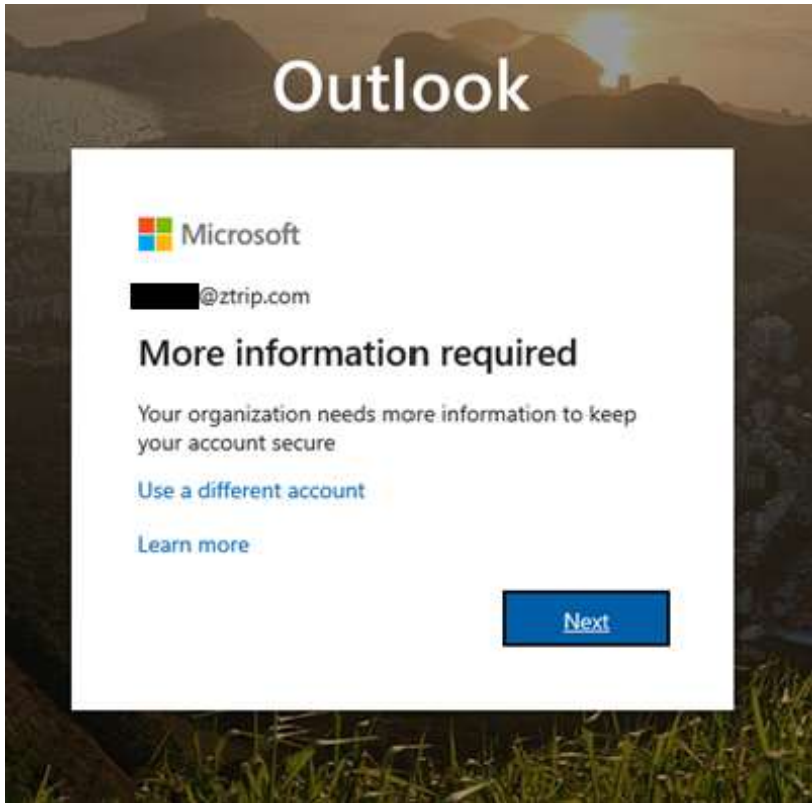 Outlook
Microsoft
@ztrip.com
More information required
Your organization needs more information to keep
your account secure
Use a different account
Learn more
Next